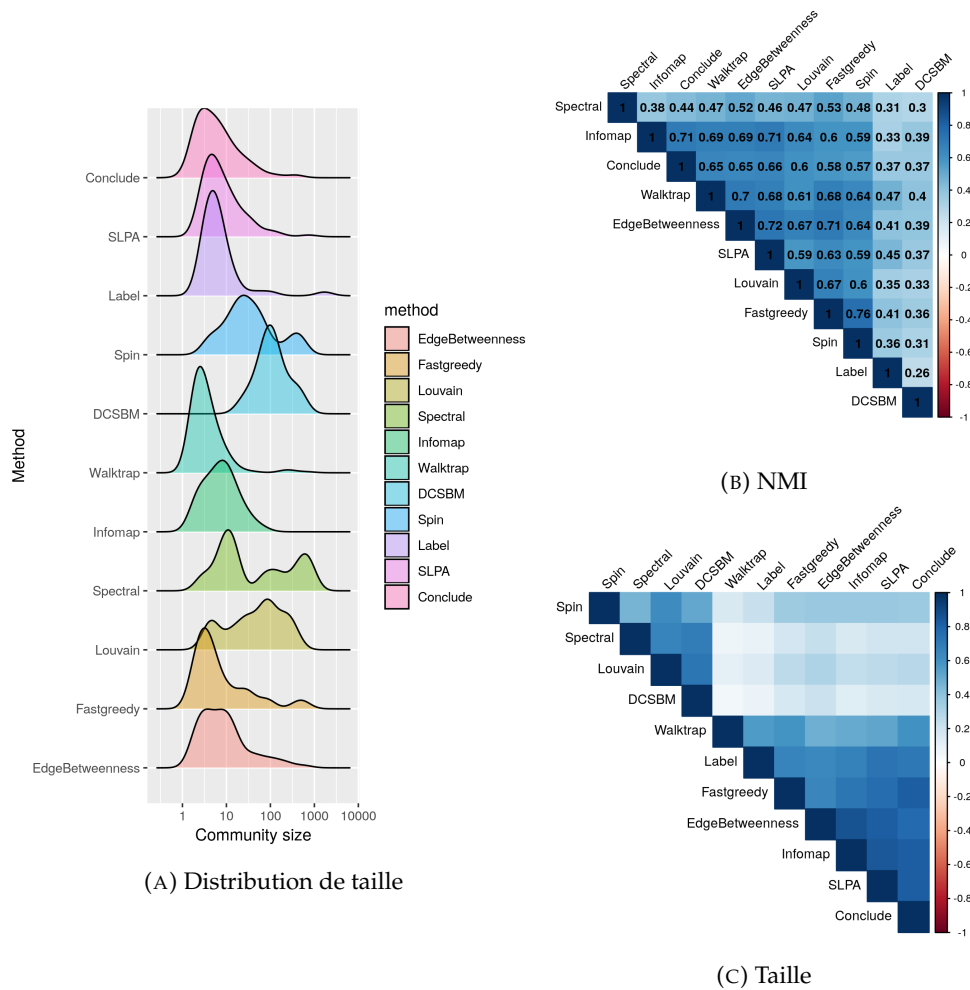 Method
Conclude
SLPA
Label
Spin
DCSBM
Walktrap
Infomap
Spectral
Louvain
Fastgreedy
EdgeBetweenness
1 10 100 1000 10000
Community size
method
EdgeBetweenness
Fastgreedy
Louvain
Spectral
Infomap
Walktrap
DCSBM
Spin
Label
SLPA
Conclude
(A) Distribution de taille
Spectral Infomap Conclude Walktrap EdgeBetweenness SLPA Louvain Fastgreedy Spin Label DCSBM
Spectral 1 0.38 0.44 0.47 0.52 0.46 0.47 0.53 0.48 0.31 0.3
Infomap 1 0.71 0.69 0.69 0.71 0.64 0.6 0.59 0.33 0.39
Conclude 1 0.65 0.65 0.66 0.6 0.58 0.57 0.37 0.37
Walktrap 1 0.7 0.68 0.61 0.68 0.64 0.47 0.4
EdgeBetweenness 1 0.72 0.67 0.71 0.64 0.41 0.39
SLPA 1 0.59 0.63 0.59 0.45 0.37
Louvain 1 0.67 0.6 0.35 0.33
Fastgreedy 1 0.76 0.41 0.36
Spin 1 0.36 0.31
Label 1 0.26
DCSBM 1
1
0.8
0.6
0.4
0.2
0
-0.2
-0.4
-0.6
-0.8
-1
(B) NMI
Spin Spectral Louvain DCSBM Walktrap Label Fastgreedy EdgeBetweenness Infomap SLPA Conclude
Spin
Spectral
Louvain
DCSBM
Walktrap
Label
Fastgreedy
EdgeBetweenness
Infomap
SLPA
Conclude
1
0.8
0.6
0.4
0.2
0
-0.2
-0.4
-0.6
-0.8
-1
(C) Taille